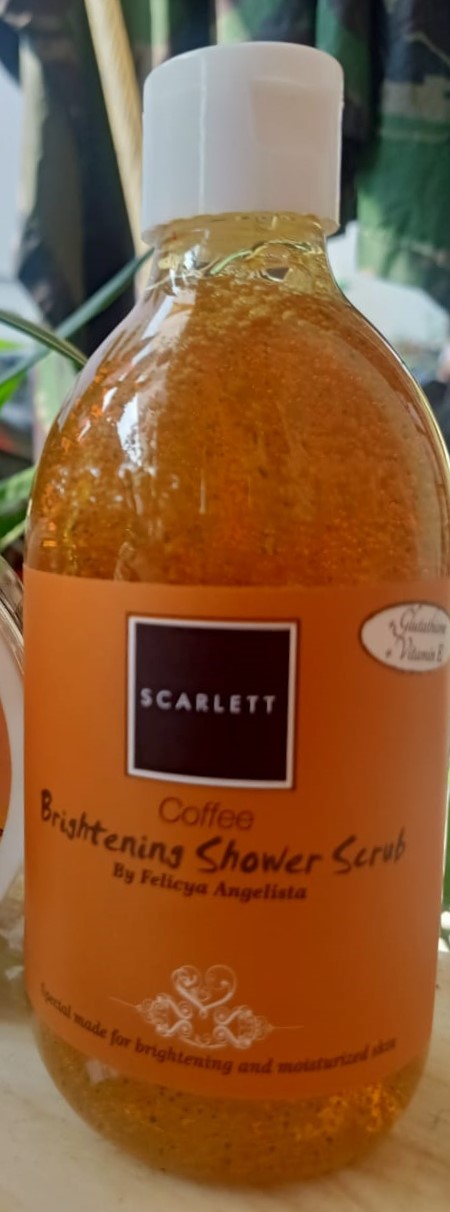 + Glutathione
+ Vitamin E
SCARLETT
Coffee
Brightening Shower Scrub
By Felicya Angelista
Special made for brightening and moisturized skin